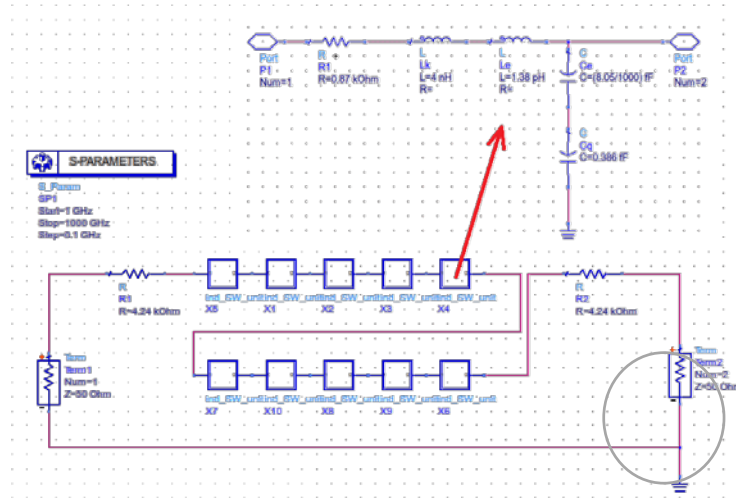 Port
P1
Num=1
R
R1
R=0.87 kOhm
L
Lk
L=4 nH
R=
L
Le
L=1.38 pH
R=
C
Ce
C=(8.05/1000) fF
Port
P2
Num=2
C
Cq
C=0.386 fF
S-PARAMETERS
S_Param
SP1
Start=1 GHz
Stop=1000 GHz
Step=0.1 GHz
R
R3
R=4.24 kOhm
X5
X1
X2
X3
X4
R
R2
R=4.24 kOhm
Term
Term1
Num=1
Z=50 Ohm
X7
X10
X8
X9
X6
Term
Term2
Num=2
Z=50 Ohm